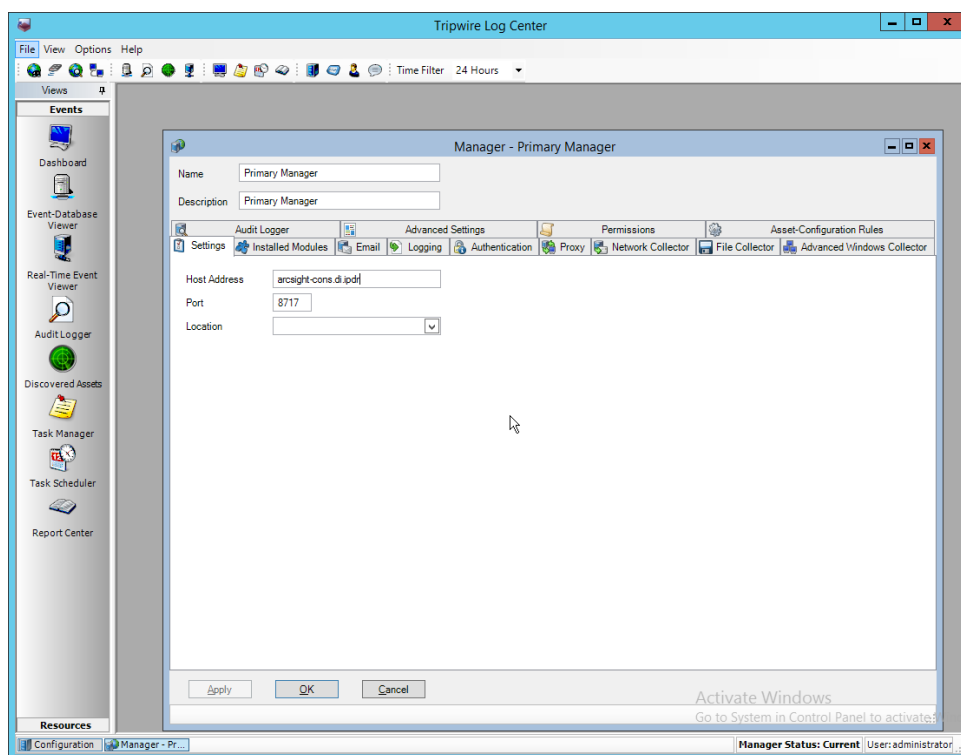 Tripwire Log Center
File View Options Help
Time Filter 24 Hours
Views
Events
Dashboard
Event-Database
Viewer
Real-Time Event
Viewer
Audit Logger
Discovered Assets
Task Manager
Task Scheduler
Report Center
Resources
Manager - Primary Manager
Name Primary Manager
Description Primary Manager
Audit Logger Advanced Settings Permissions Asset-Configuration Rules
Settings Installed Modules Email Logging Authentication Proxy Network Collector File Collector Advanced Windows Collector
Host Address arcsight-cons.di.ipdr
Port 8717
Location
Apply OK Cancel
Activate Windows
Go to System in Control Panel to activate
Configuration Manager - Pr... Manager Status: Current User: administrator